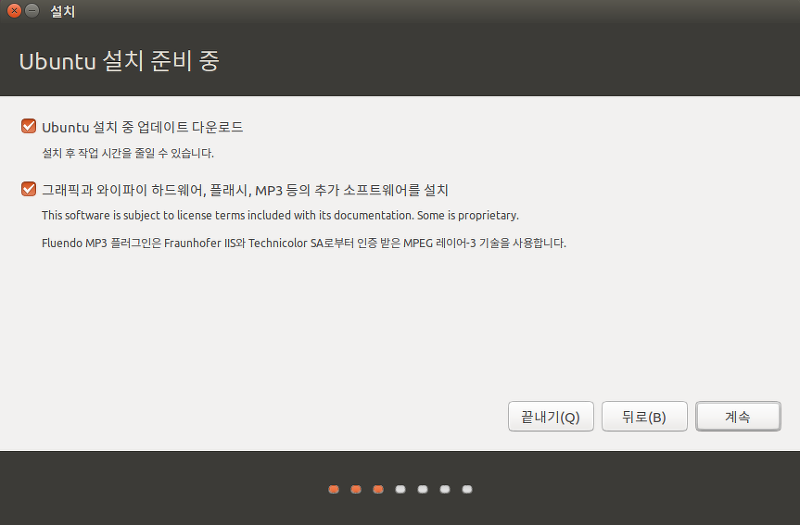 설치
Ubuntu 설치 준비 중
Ubuntu 설치 중 업데이트 다운로드
설치 후 작업 시간을 줄일 수 있습니다.
그래픽과 와이파이 하드웨어, 플래시, MP3 등의 추가 소프트웨어를 설치
This software is subject to license terms included with its documentation. Some is proprietary.
Fluendo MP3 플러그인은 Fraunhofer IIS와 Technicolor SA로부터 인증 받은 MPEG 레이어-3 기술을 사용합니다.
끝내기(Q) 뒤로(B) 계속